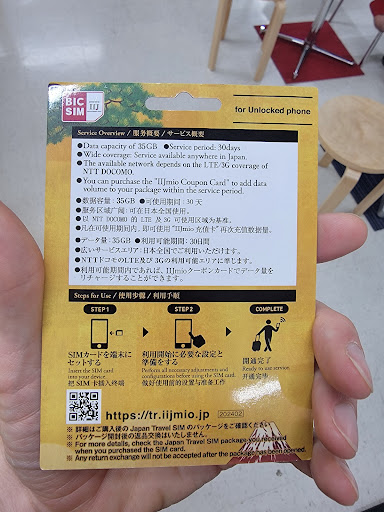 BIC
SIM
IIJ
for Unlocked phone
Service Overview / 服务概要 / サービス概要
●Data capacity of 35GB ●Service period: 30days
●Wide coverage: Service available anywhere in Japan.
●The available network depends on the LTE/3G coverage of
NTT DOCOMO.
●You can purchase the "IIJmio Coupon Card" to add data
volume to your package within the service period.
●数据容量 : 35GB ●可使用期间 : 30 天
●服务区域广阔 : 可在日本全国使用。
●以 NTT DOCOMO 的 LTE 及 3G 可使用区域为基准。
●凡在可使用期间内，即可使用"IIJmio 充值卡"再次充值数据量。
●データ量 : 35GB ●利用可能期間 : 30日間
●広いサービスエリア : 日本全国でご利用いただけます。
●NTTドコモのLTE及び3Gの利用可能エリアに準じます。
●利用可能期間内であれば、IIJmioクーポンカードでデータ量を
リチャージすることができます。
Steps for Use / 使用步骤 / 利用手順
STEP 1
STEP 2
COMPLETE
SIMカードを端末に
セットする
Insert the SIM card
into your device
把 SIM 卡插入终端
利用開始に必要な設定と
準備をする
Perform all necessary adjustments and
configurations before using the SIM card
做好使用前的设置与准备工作
開通完了
Ready to use service.
开通完毕
https://tr.iijmio.jp
202402
※ 詳細はご購入後の Japan Travel SIM のパッケージをご確認ください。
※ パッケージ開封後の返品交換はいたしません。
※ For more details, check the Japan Travel SIM package you received
when you purchased the SIM card.
※ Any return exchange will not be accepted after the package has been opened.